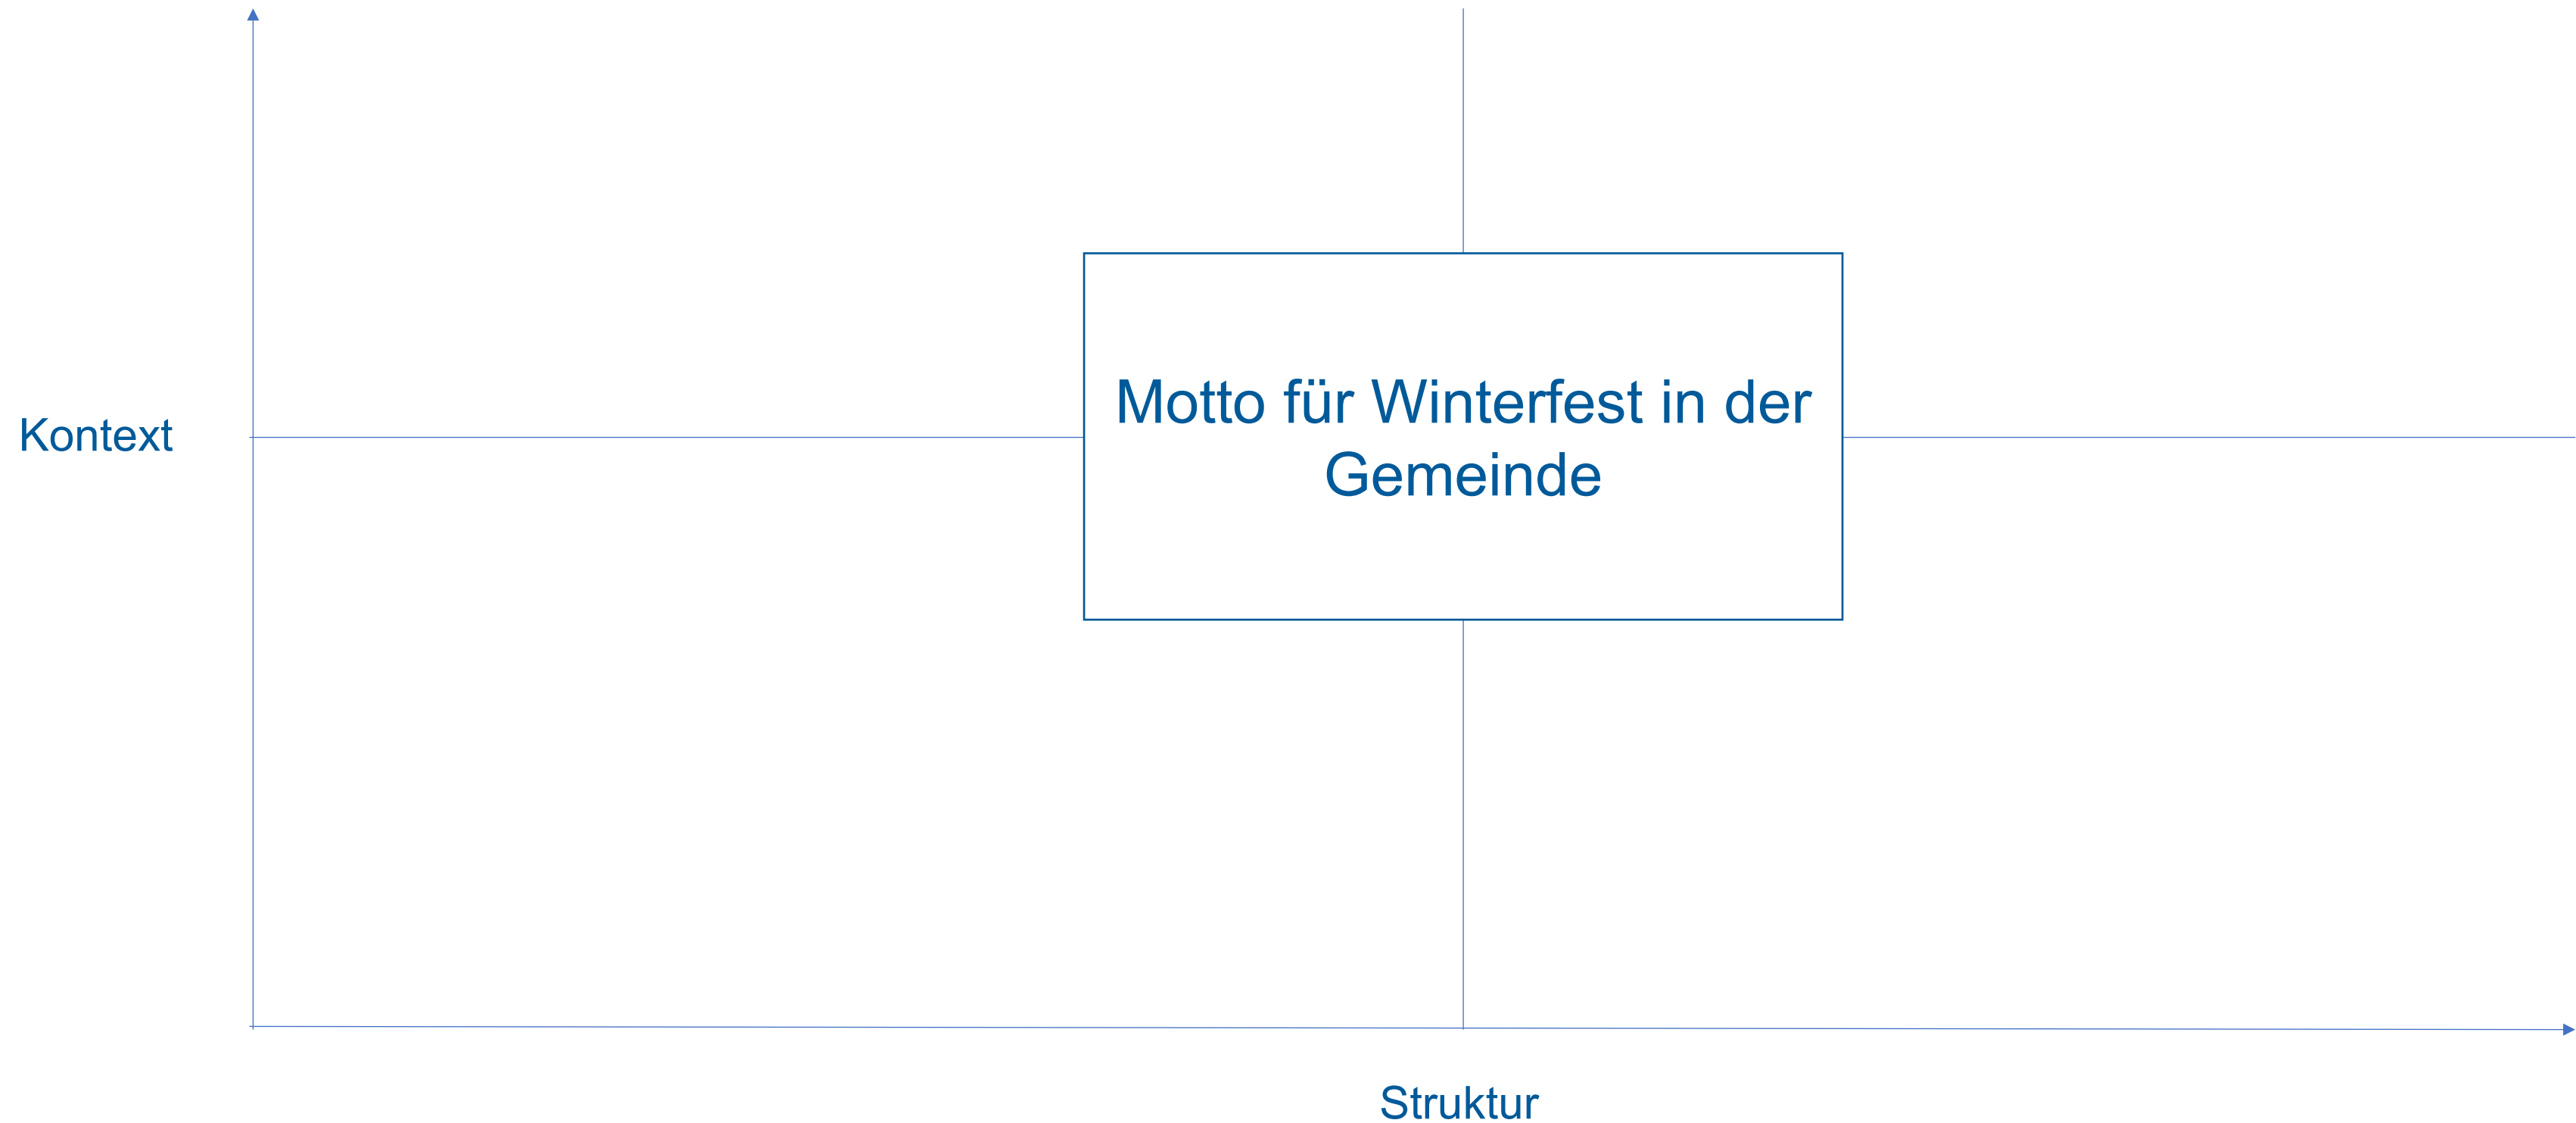 Motto für Winterfest in der
Gemeinde
Kontext
Struktur